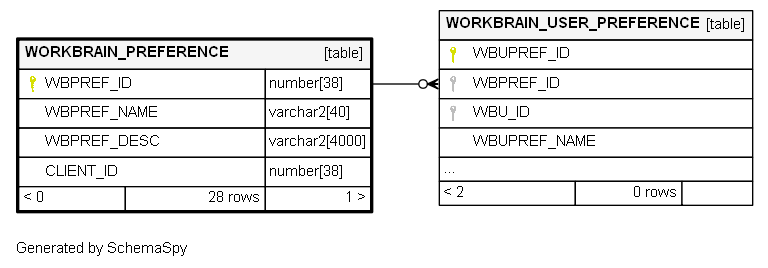 WORKBRAIN_PREFERENCE [table]
WBPREF_ID number[38]
WBPREF_NAME varchar2[40]
WBPREF_DESC varchar2[4000]
CLIENT_ID number[38]
< 0 28 rows 1 >
WORKBRAIN_USER_PREFERENCE [table]
WBUPREF_ID
WBPREF_ID
WBU_ID
WBUPREF_NAME
...
< 2 0 rows
Generated by SchemaSpy